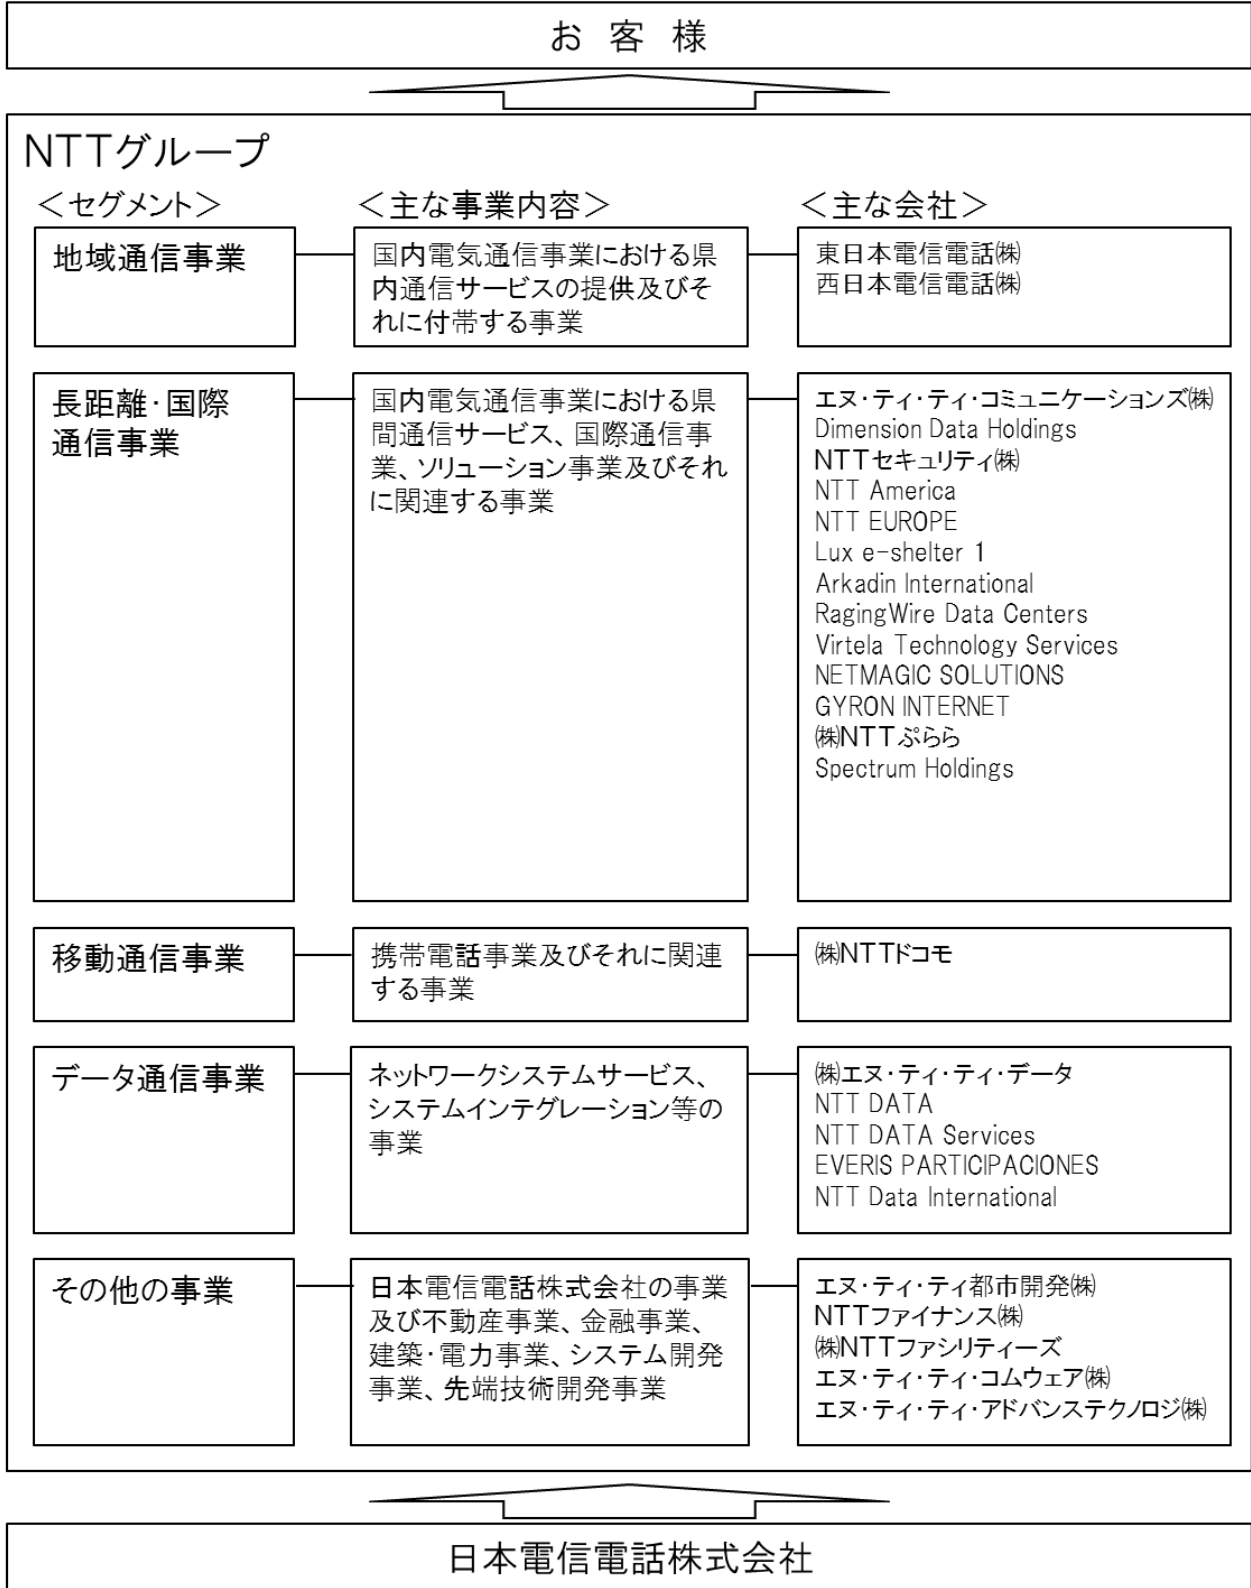 お 客 様
NTTグループ
＜セグメント＞
＜主な事業内容＞
＜主な会社＞
地域通信事業
国内電気通信事業における県
内通信サービスの提供及びそ
れに付帯する事業
東日本電信電話㈱
西日本電信電話㈱
長距離・国際
通信事業
国内電気通信事業における県
間通信サービス、国際通信事
業、ソリューション事業及びそれ
に関連する事業
エヌ・ティ・ティ・コミュニケーションズ㈱
Dimension Data Holdings
NTTセキュリティ㈱
NTT America
NTT EUROPE
Lux e-shelter 1
Arkadin International
RagingWire Data Centers
Virtela Technology Services
NETMAGIC SOLUTIONS
GYRON INTERNET
㈱NTTぷらら
Spectrum Holdings
移動通信事業
携帯電話事業及びそれに関連
する事業
㈱NTTドコモ
データ通信事業
ネットワークシステムサービス、
システムインテグレーション等の
事業
㈱エヌ・ティ・ティ・データ
NTT DATA
NTT DATA Services
EVERIS PARTICIPACIONES
NTT Data International
その他の事業
日本電信電話株式会社の事業
及び不動産事業、金融事業、
建築・電力事業、システム開発
事業、先端技術開発事業
エヌ・ティ・ティ都市開発㈱
NTTファイナンス㈱
㈱NTTファシリティーズ
エヌ・ティ・ティ・コムウェア㈱
エヌ・ティ・ティ・アドバンステクノロジ㈱
日本電信電話株式会社